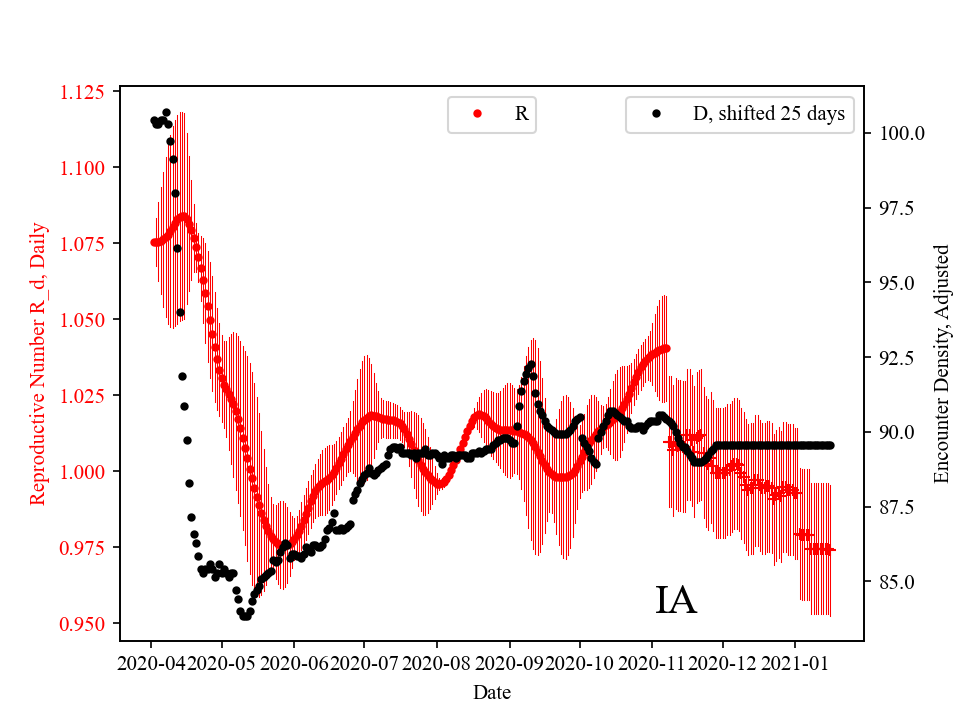 R
D, shifted 25 days
1.125
1.100
1.075
1.050
1.025
1.000
0.975
0.950
Reproductive Number R_d, Daily
100.0
97.5
95.0
92.5
90.0
87.5
85.0
Encounter Density, Adjusted
IA
2020-04 2020-05 2020-06 2020-07 2020-08 2020-09 2020-10 2020-11 2020-12 2021-01
Date